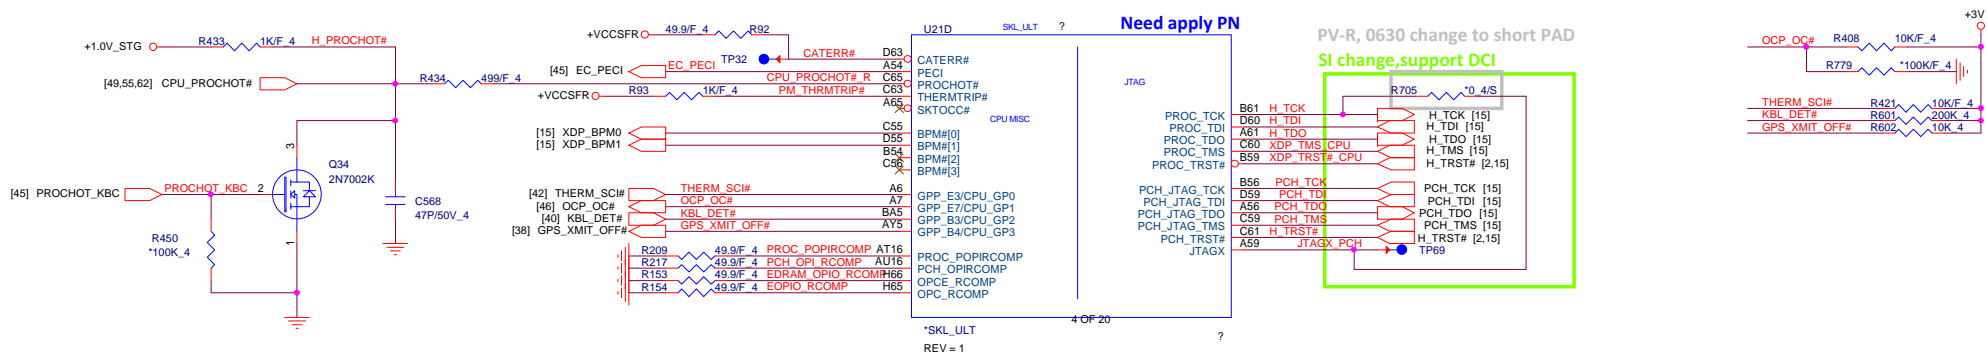 +1.0V_STG
R433
1K/F_4
H_PROCHOT#
[49,55,62] CPU_PROCHOT#
R434
499/F_4
[45] PROCHOT_KBC
PROCHOT_KBC
2
3
1
Q34
2N7002K
R450
*100K_4
C568
47P/50V_4
+VCCSFR
49.9/F_4
R92
TP32
CATERR#
D63
[45] EC_PECI
EC_PECI
A54
CPU_PROCHOT#_R
C65
+VCCSFR
R93
1K/F_4
PM_THRMTRIP#
C63
A65
[15] XDP_BPM0
C55
[15] XDP_BPM1
D55
B54
C56
[42] THERM_SCI#
THERM_SCI#
A6
[46] OCP_OC#
OCP_OC#
A7
[40] KBL_DET#
KBL_DET#
BA5
[38] GPS_XMIT_OFF#
GPS_XMIT_OFF#
AY5
R209
49.9/F_4
PROC_POPIRCOMP
AT16
R217
49.9/F_4
PCH_OPI_RCOMP
AU16
R153
49.9/F_4
EDRAM_OPIO_RCOMP
H66
R154
49.9/F_4
EOPIO_RCOMP
H65
U21D
SKL_ULT
?
Need apply PN
CATERR#
PECI
PROCHOT#
THERMTRIP#
SKTOCC#
CPU MISC
BPM#[0]
BPM#[1]
BPM#[2]
BPM#[3]
GPP_E3/CPU_GP0
GPP_E7/CPU_GP1
GPP_B3/CPU_GP2
GPP_B4/CPU_GP3
PROC_POPIRCOMP
PCH_OPIRCOMP
OPCE_RCOMP
OPC_RCOMP
JTAG
PROC_TCK
PROC_TDI
PROC_TDO
PROC_TMS
PROC_TRST#
PCH_JTAG_TCK
PCH_JTAG_TDI
PCH_JTAG_TDO
PCH_JTAG_TMS
PCH_TRST#
JTAGX
4 OF 20
*SKL_ULT
REV = 1
?
PV-R, 0630 change to short PAD
SI change,support DCI
R705
*0_4/S
B61 H_TCK
H_TCK [15]
D60 H_TDI
H_TDI [15]
A61 H_TDO
H_TDO [15]
C60 XDP_TMS_CPU
H_TMS [15]
B59 XDP_TRST#_CPU
H_TRST# [2,15]
B56 PCH_TCK
PCH_TCK [15]
D59 PCH_TDI
PCH_TDI [15]
A56 PCH_TDO
PCH_TDO [15]
C59 PCH_TMS
PCH_TMS [15]
C61 H_TRST#
H_TRST# [2,15]
A59 JTAGX_PCH
TP69
+3V
OCP_OC#
R408
10K/F_4
R779
*100K/F_4
THERM_SCI#
R421
10K/F_4
KBL_DET#
R601
200K_4
GPS_XMIT_OFF#
R602
10K_4